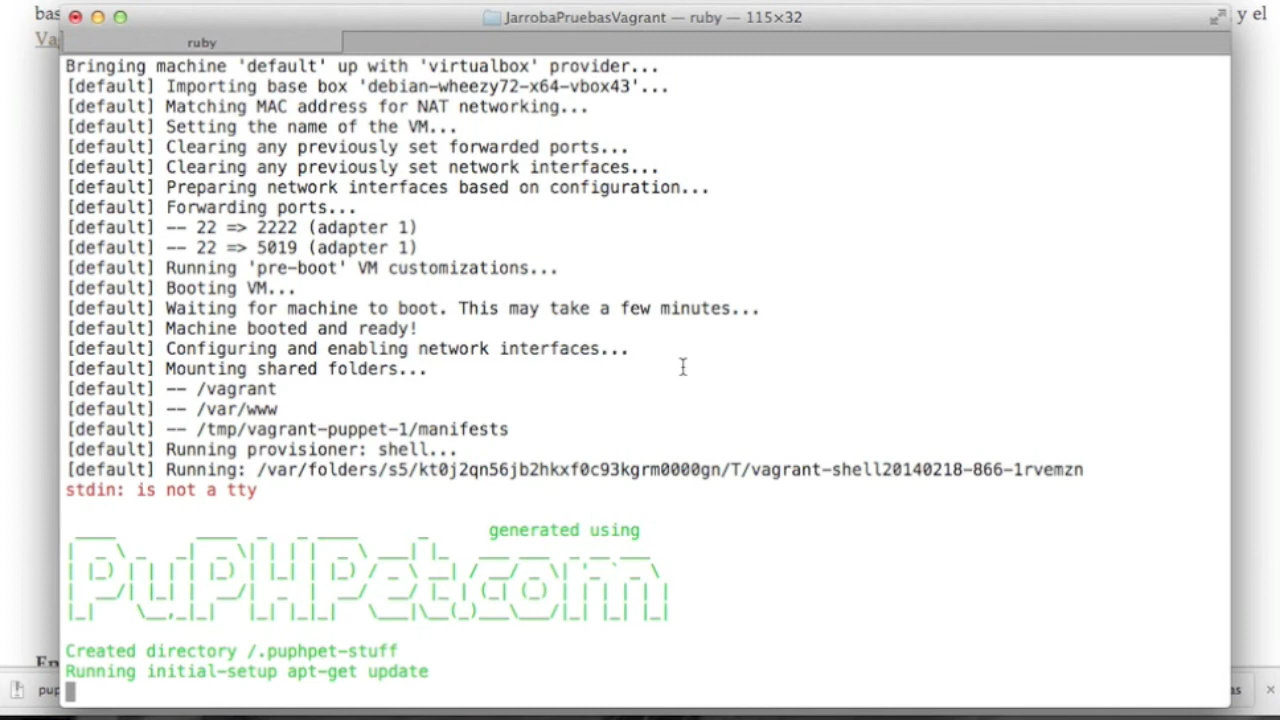 bas
y el
Vag
JarrobaPruebasVagrant — ruby — 115×32
ruby
Bringing machine 'default' up with 'virtualbox' provider...
[default] Importing base box 'debian-wheezy72-x64-vbox43'...
[default] Matching MAC address for NAT networking...
[default] Setting the name of the VM...
[default] Clearing any previously set forwarded ports...
[default] Clearing any previously set network interfaces...
[default] Preparing network interfaces based on configuration...
[default] Forwarding ports...
[default] -- 22 => 2222 (adapter 1)
[default] -- 22 => 5019 (adapter 1)
[default] Running 'pre-boot' VM customizations...
[default] Booting VM...
[default] Waiting for machine to boot. This may take a few minutes...
[default] Machine booted and ready!
[default] Configuring and enabling network interfaces...
[default] Mounting shared folders...
[default] -- /vagrant
[default] -- /var/www
[default] -- /tmp/vagrant-puppet-1/manifests
[default] Running provisioner: shell...
[default] Running: /var/folders/s5/kt0j2qn56jb2hkxf0c93kgrm0000gn/T/vagrant-shell20140218-866-1rvemzn
stdin: is not a tty
generated using
PuPHPet.com
Created directory /.puphpet-stuff
Running initial-setup apt-get update
pup
as